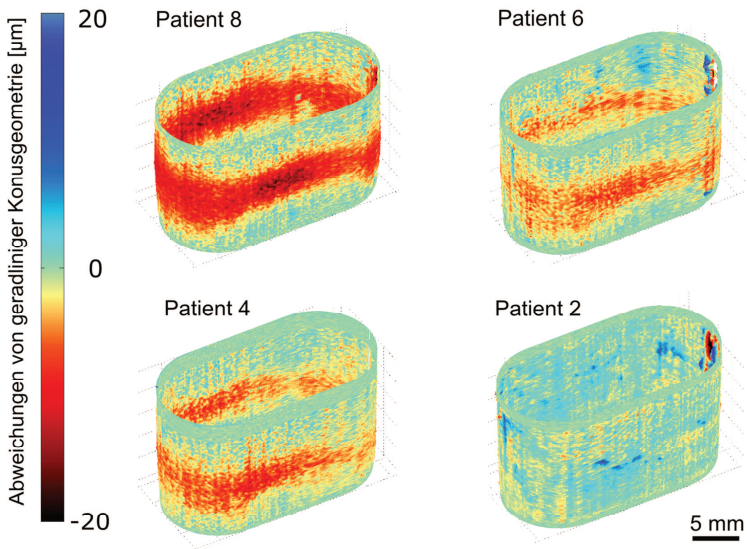 Abweichungen von geradliniger Konusgeometrie [µm]
20
0
-20
Patient 8
Patient 6
Patient 4
Patient 2
5 mm